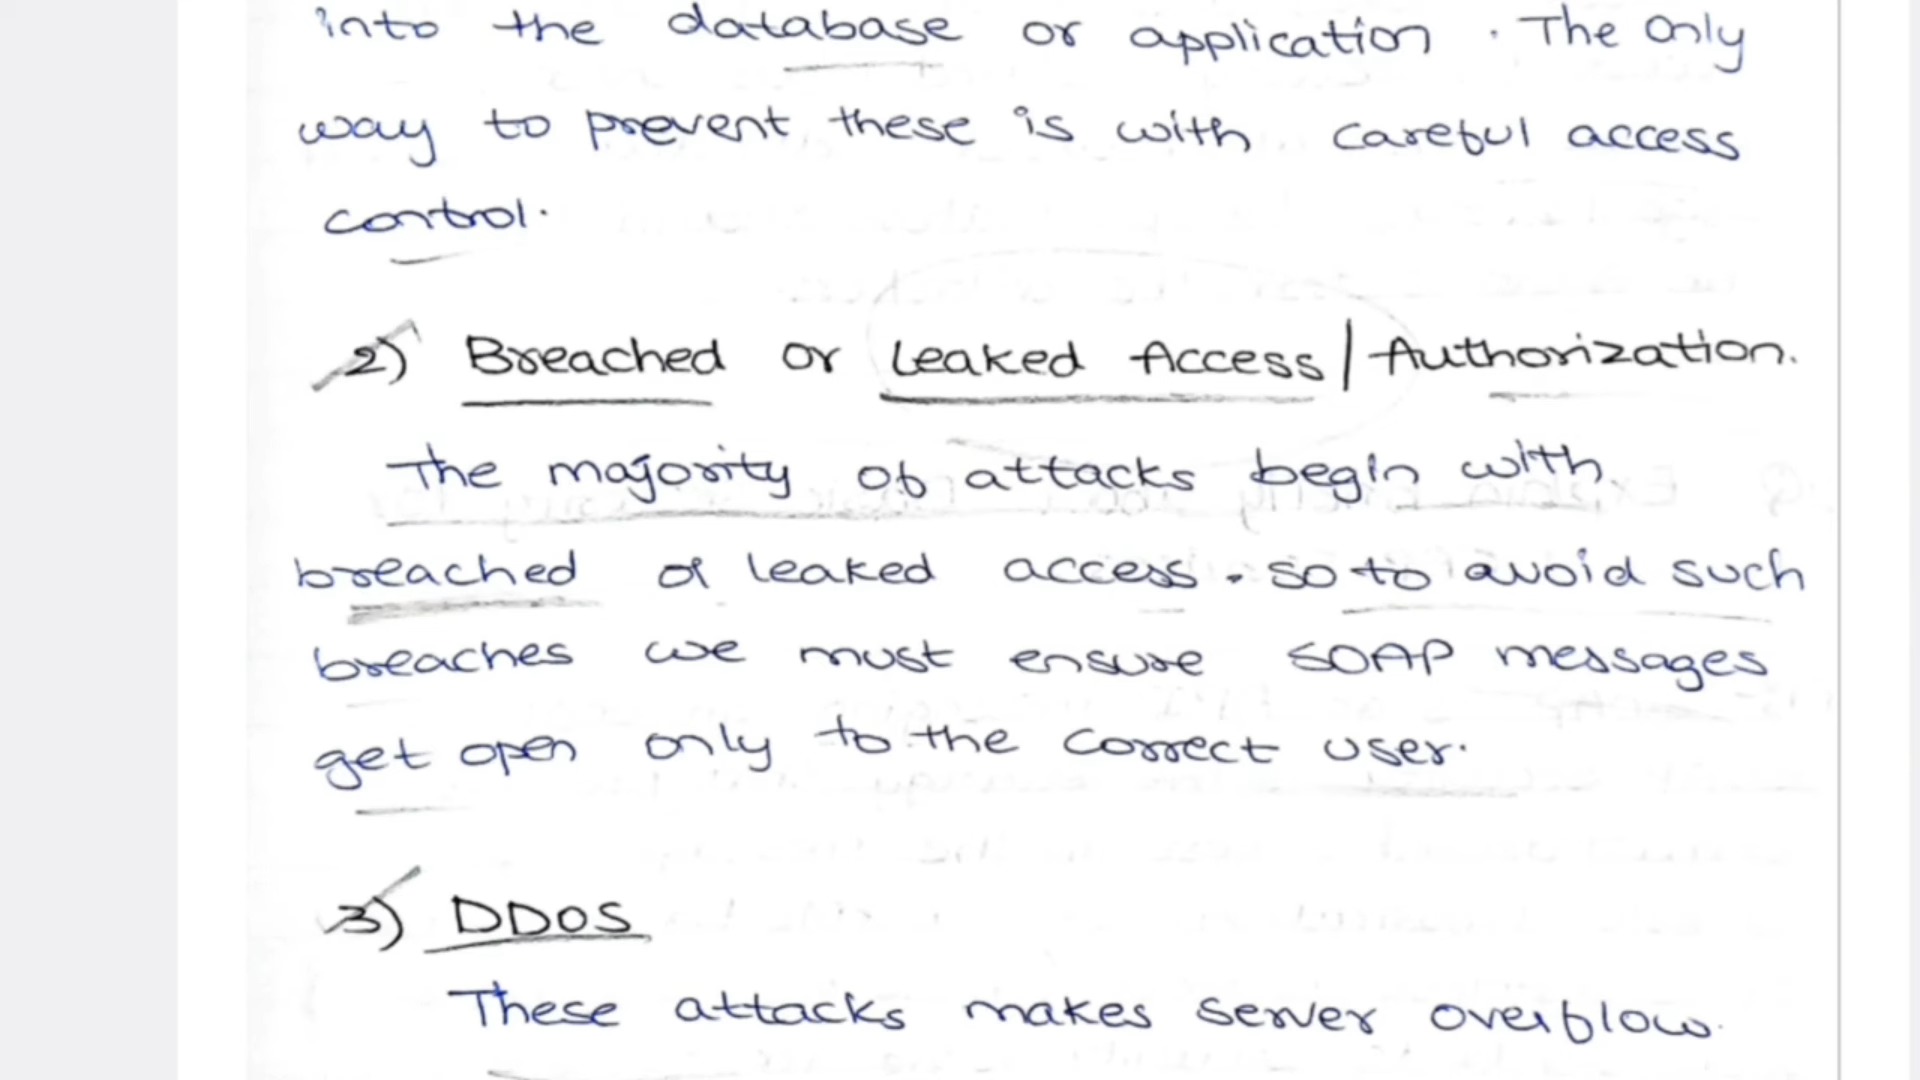 into the database or application. The only
way to prevent these is with careful access
control.
2) Breached or Leaked Access/Authorization.
The majority of attacks begin with
breached or leaked access. so to avoid such
breaches we must ensure SOAP messages
get open only to the correct user.
3) DDOS
These attacks makes server overflow.